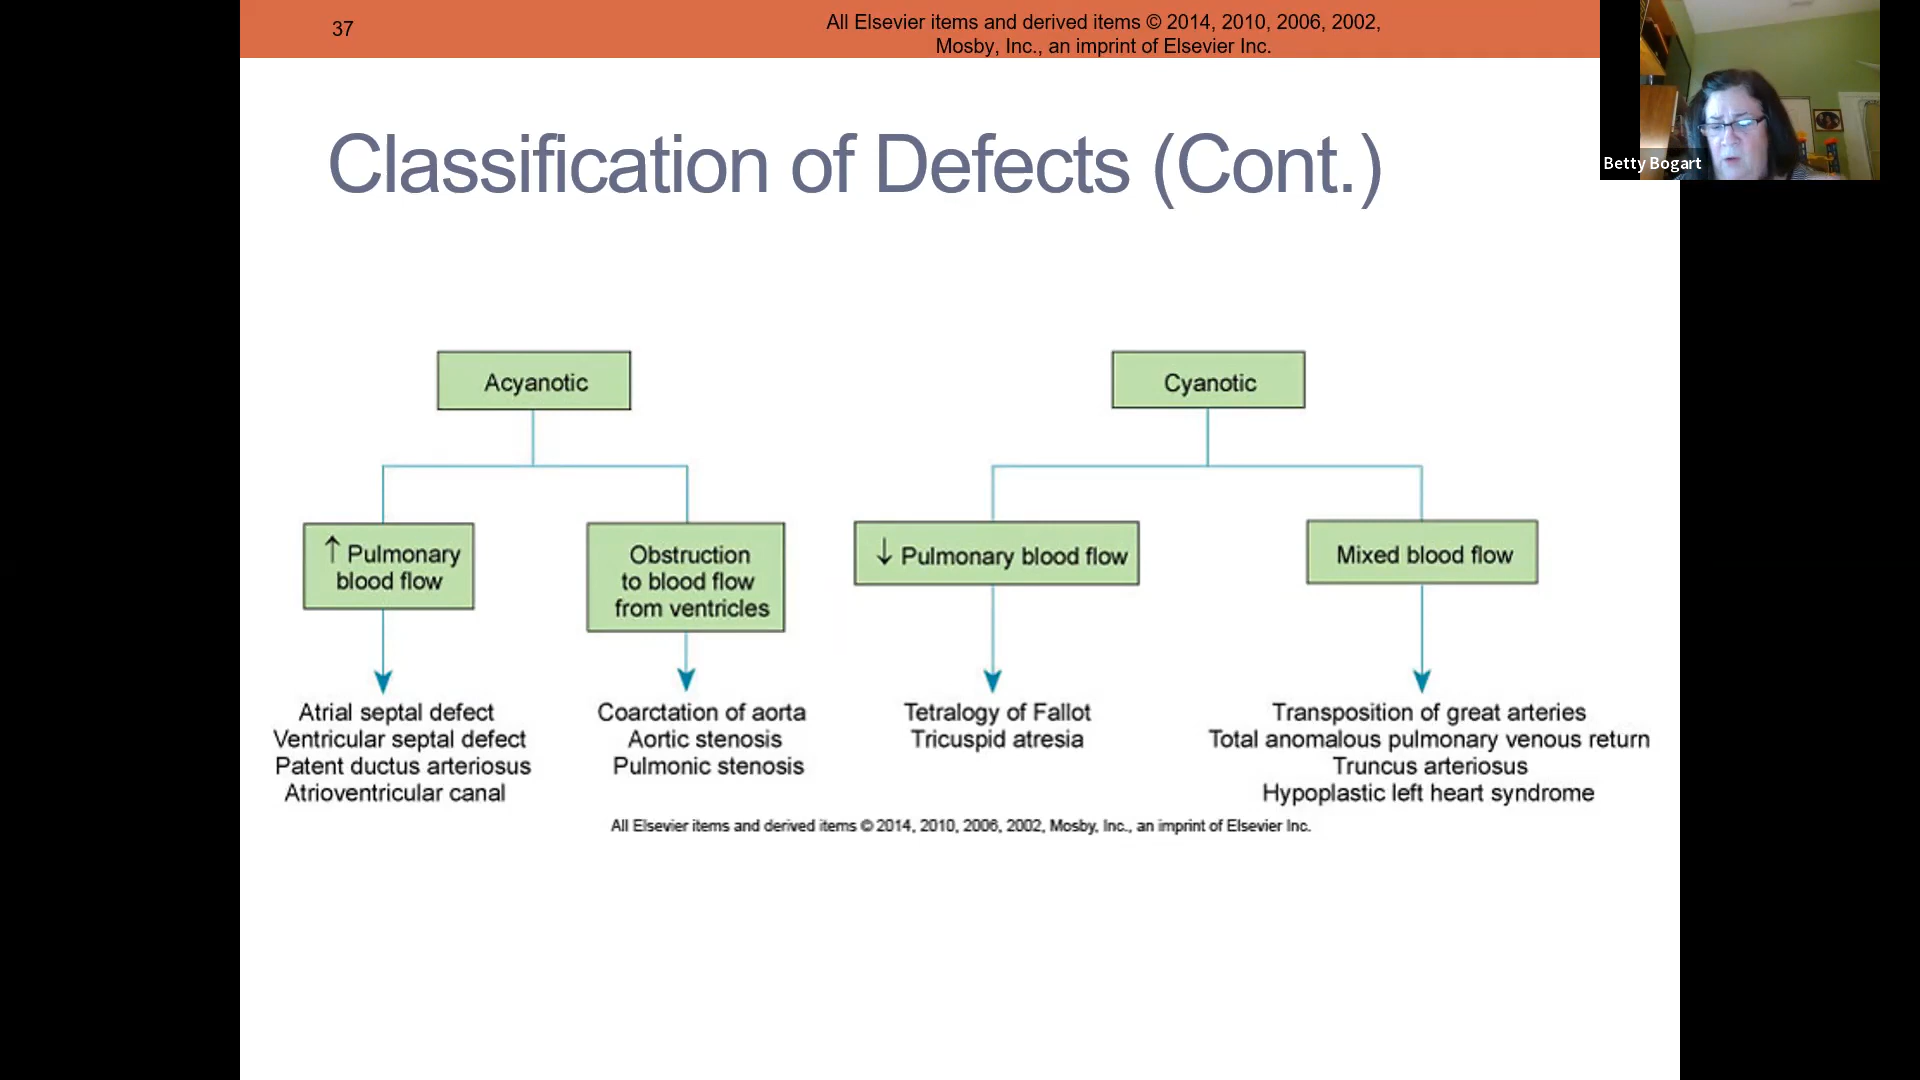 37
All Elsevier items and derived items © 2014, 2010, 2006, 2002,
Mosby, Inc., an imprint of Elsevier Inc.
Betty Bogart
Classification of Defects (Cont.)
Acyanotic
Cyanotic
↑ Pulmonary
blood flow
Obstruction
to blood flow
from ventricles
↓ Pulmonary blood flow
Mixed blood flow
Atrial septal defect
Ventricular septal defect
Patent ductus arteriosus
Atrioventricular canal
Coarctation of aorta
Aortic stenosis
Pulmonic stenosis
Tetralogy of Fallot
Tricuspid atresia
Transposition of great arteries
Total anomalous pulmonary venous return
Truncus arteriosus
Hypoplastic left heart syndrome
All Elsevier items and derived items © 2014, 2010, 2006, 2002, Mosby, Inc., an imprint of Elsevier Inc.